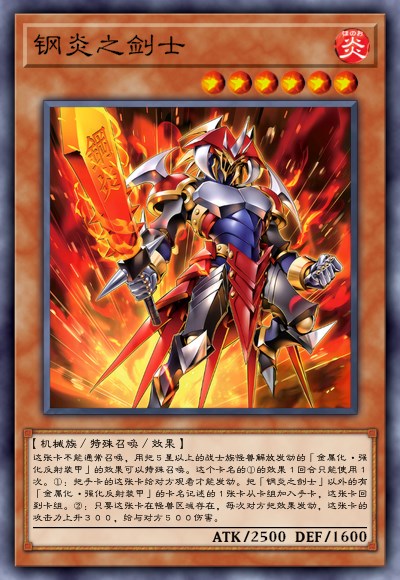 钢炎之剑士
ほのお
炎
鋼炎
【机械族／特殊召唤／效果】
这张卡不能通常召唤，用把5星以上的战士族怪兽解放发动的「金属化·强
化反射装甲」的效果可以特殊召唤。这个卡名的①的效果1回合只能使用1
次。①：把手卡的这张卡给对方观看才能发动。把「钢炎之剑士」以外的有
「金属化·强化反射装甲」的卡名记述的1张卡从卡组加入手卡，这张卡回
到卡组。②：只要这张卡在怪兽区域存在，每次对方把效果发动，这张卡的
攻击力上升300，给与对方500伤害。
ATK/2500 DEF/1600